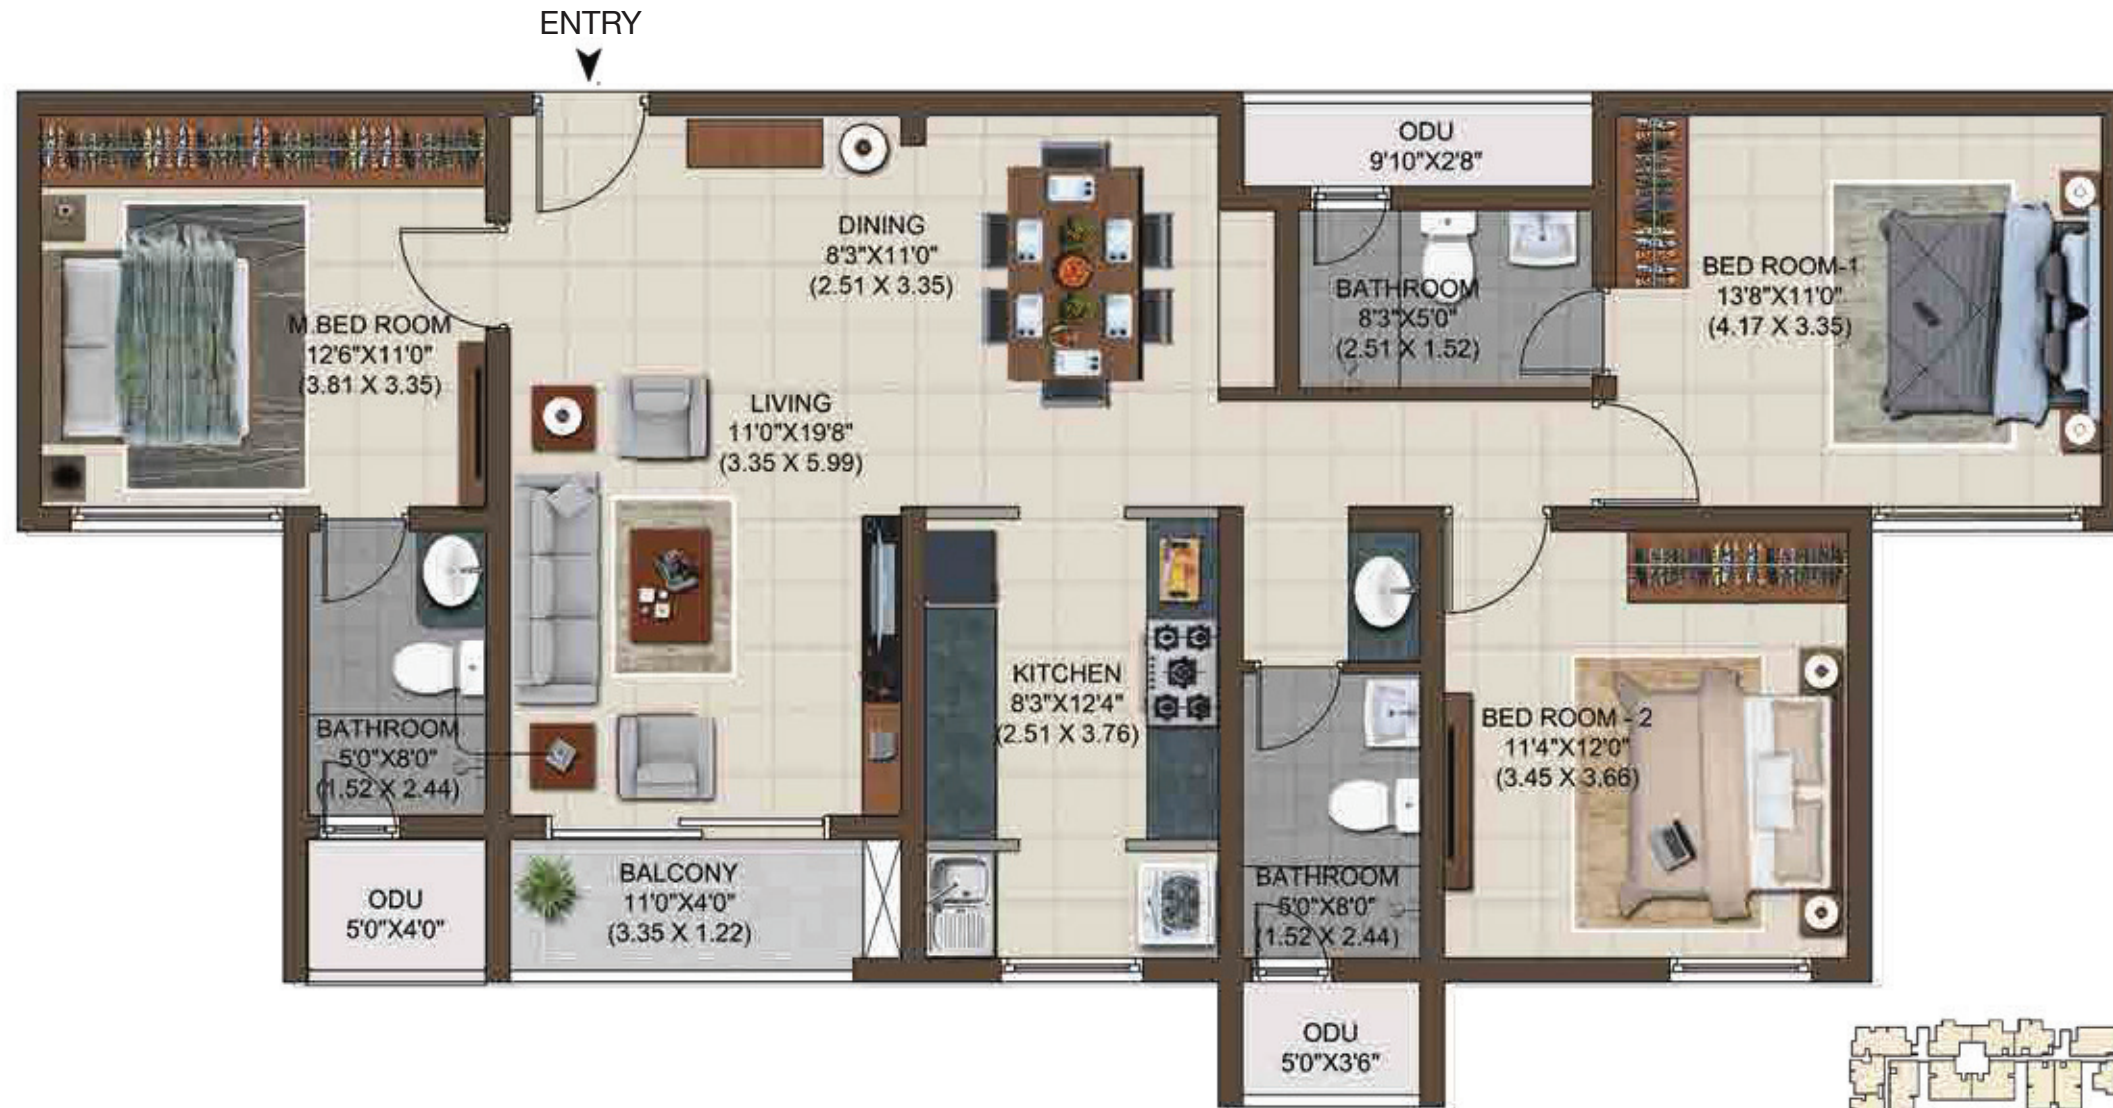 ENTRY
ODU
9'10"X2'8"
DINING
8'3"X11'0"
(2.51 X 3.35)
BED ROOM-1
13'8"X11'0"
(4.17 X 3.35)
BATHROOM
8'3"X5'0"
(2.51 X 1.52)
M.BED ROOM
12'6"X11'0"
(3.81 X 3.35)
LIVING
11'0"X19'8"
(3.35 X 5.99)
KITCHEN
8'3"X12'4"
(2.51 X 3.76)
BED ROOM - 2
11'4"X12'0"
(3.45 X 3.66)
BATHROOM
5'0"X8'0"
(1.52 X 2.44)
BALCONY
11'0"X4'0"
(3.35 X 1.22)
BATHROOM
5'0"X8'0"
(1.52 X 2.44)
ODU
5'0"X4'0"
ODU
5'0"X3'6"